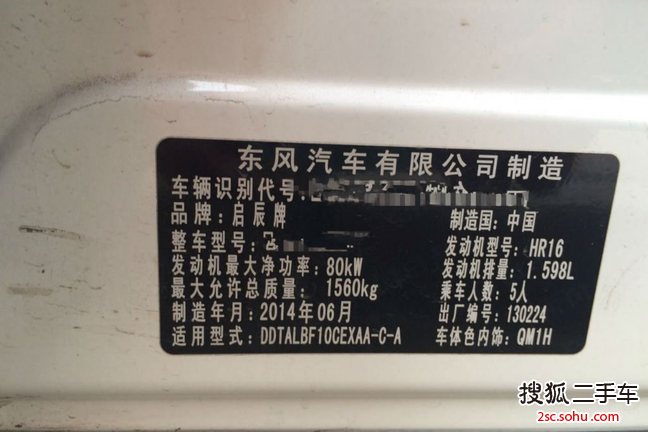 东风汽车有限公司制造
车辆识别代号:
品牌:启辰牌 制造国:中国
整车型号: 发动机型号:HR16
发动机最大净功率:80kW 发动机排量:1.598L
最大允许总质量: 1560kg 乘车人数:5人
制造年月:2014年06月 出厂编号:130224
适用型式: DDTALBF10CEXAA-C-A 车体色内饰:QM1H
搜狐二手车
2sc.sohu.com